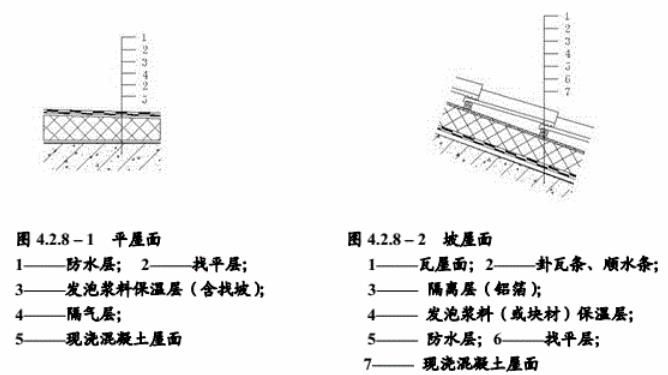 1
2
3
4
2
5
1
2
3
4
5
6
7
图 4.2.8–1 平屋面
1——防水层; 2——找平层;
3——发泡浆料保温层(含找坡);
4——隔气层;
5——现浇混凝土屋面
图 4.2.8–2 坡屋面
1——瓦屋面; 2——卦瓦条、顺水条;
3—— 隔离层(铝箔);
4—— 发泡浆料(或块材)保温层;
5—— 防水层; 6——找平层;
7—— 现浇混凝土屋面